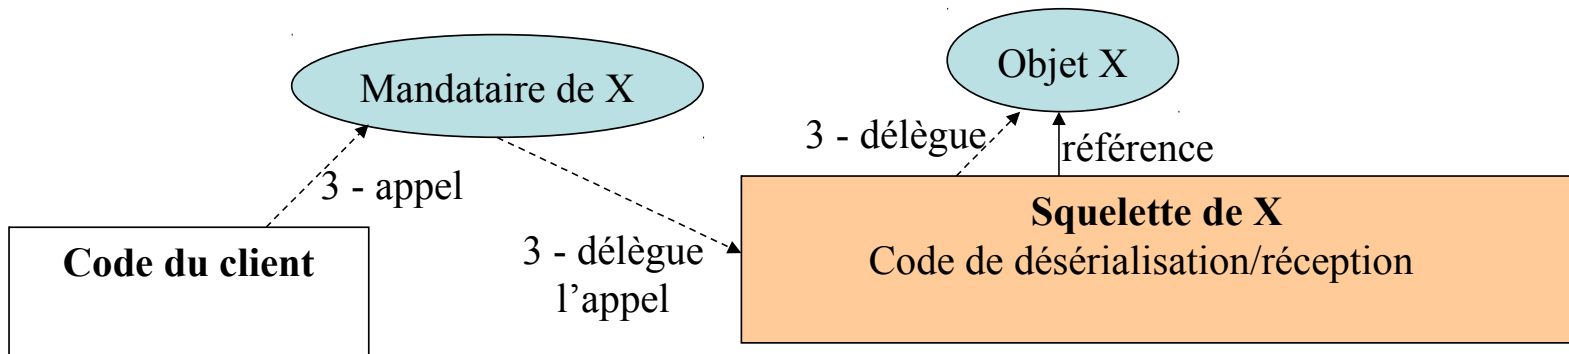 Mandataire de X
Objet X
3 - délègue
référence
3 - appel
Code du client
3 - délègue
l’appel
Squelette de X
Code de désérialisation/réception